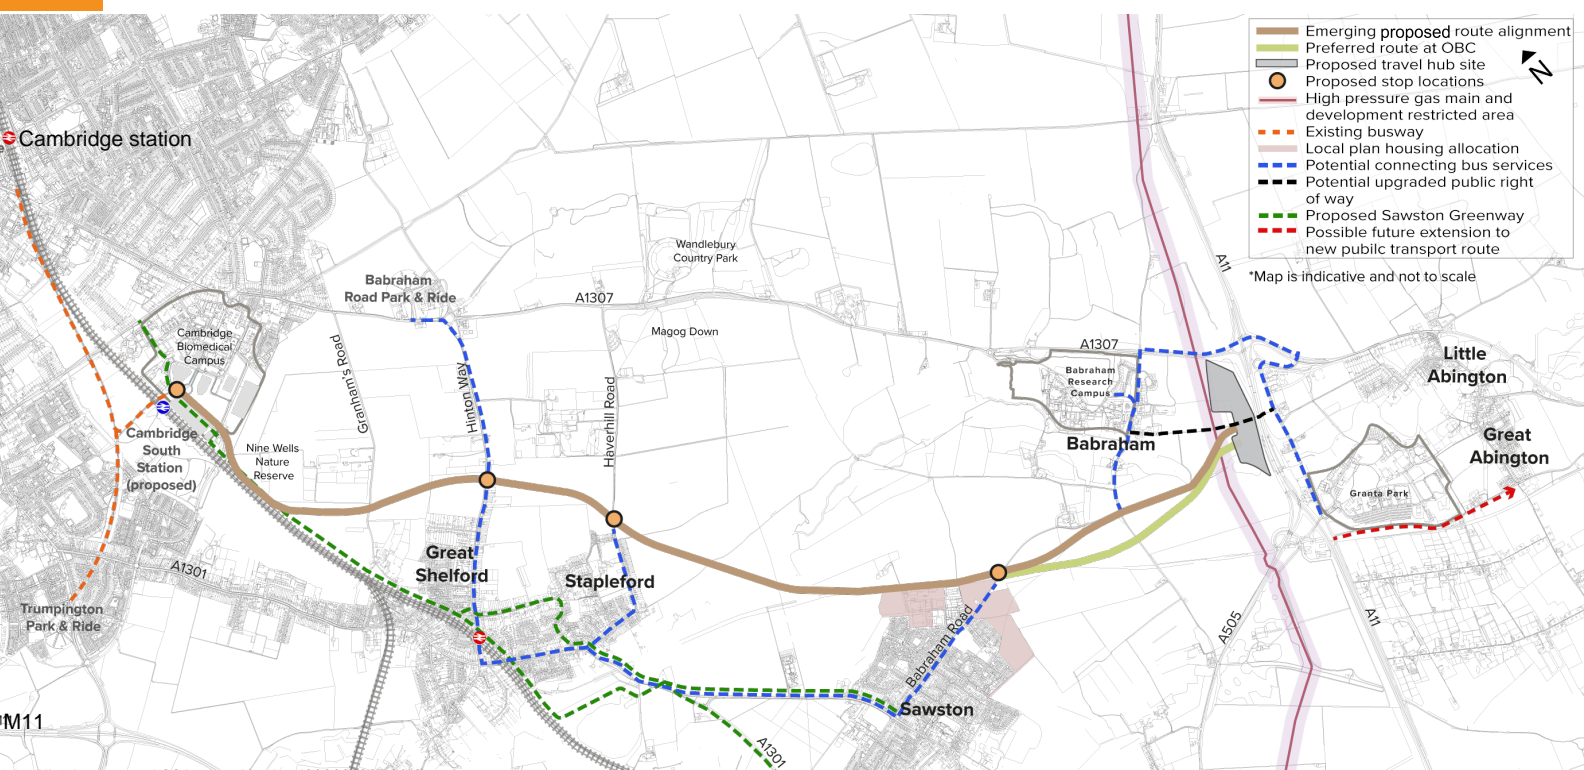 Emerging proposed route alignment
Preferred route at OBC
Proposed travel hub site
Proposed stop locations
High pressure gas main and
development restricted area
Existing busway
Local plan housing allocation
Potential connecting bus services
Potential upgraded public right
of way
Proposed Sawston Greenway
Possible future extension to
new public transport route
N
*Map is indicative and not to scale
Cambridge station
Wandlebury
Country Park
A11
Babraham
Road Park & Ride
A1307
Cambridge
Biomedical
Campus
Magog Down
Granham's Road
Hinton Way
Haverhill Road
A1307
Babraham
Research
Campus
Little
Abington
Babraham
Great
Abington
Cambridge
South
Station
(proposed)
Nine Wells
Nature
Reserve
Granta Park
Great
Shelford
Stapleford
A1301
Trumpington
Park & Ride
Babraham Road
A505
A11
Sawston
M11
A1301